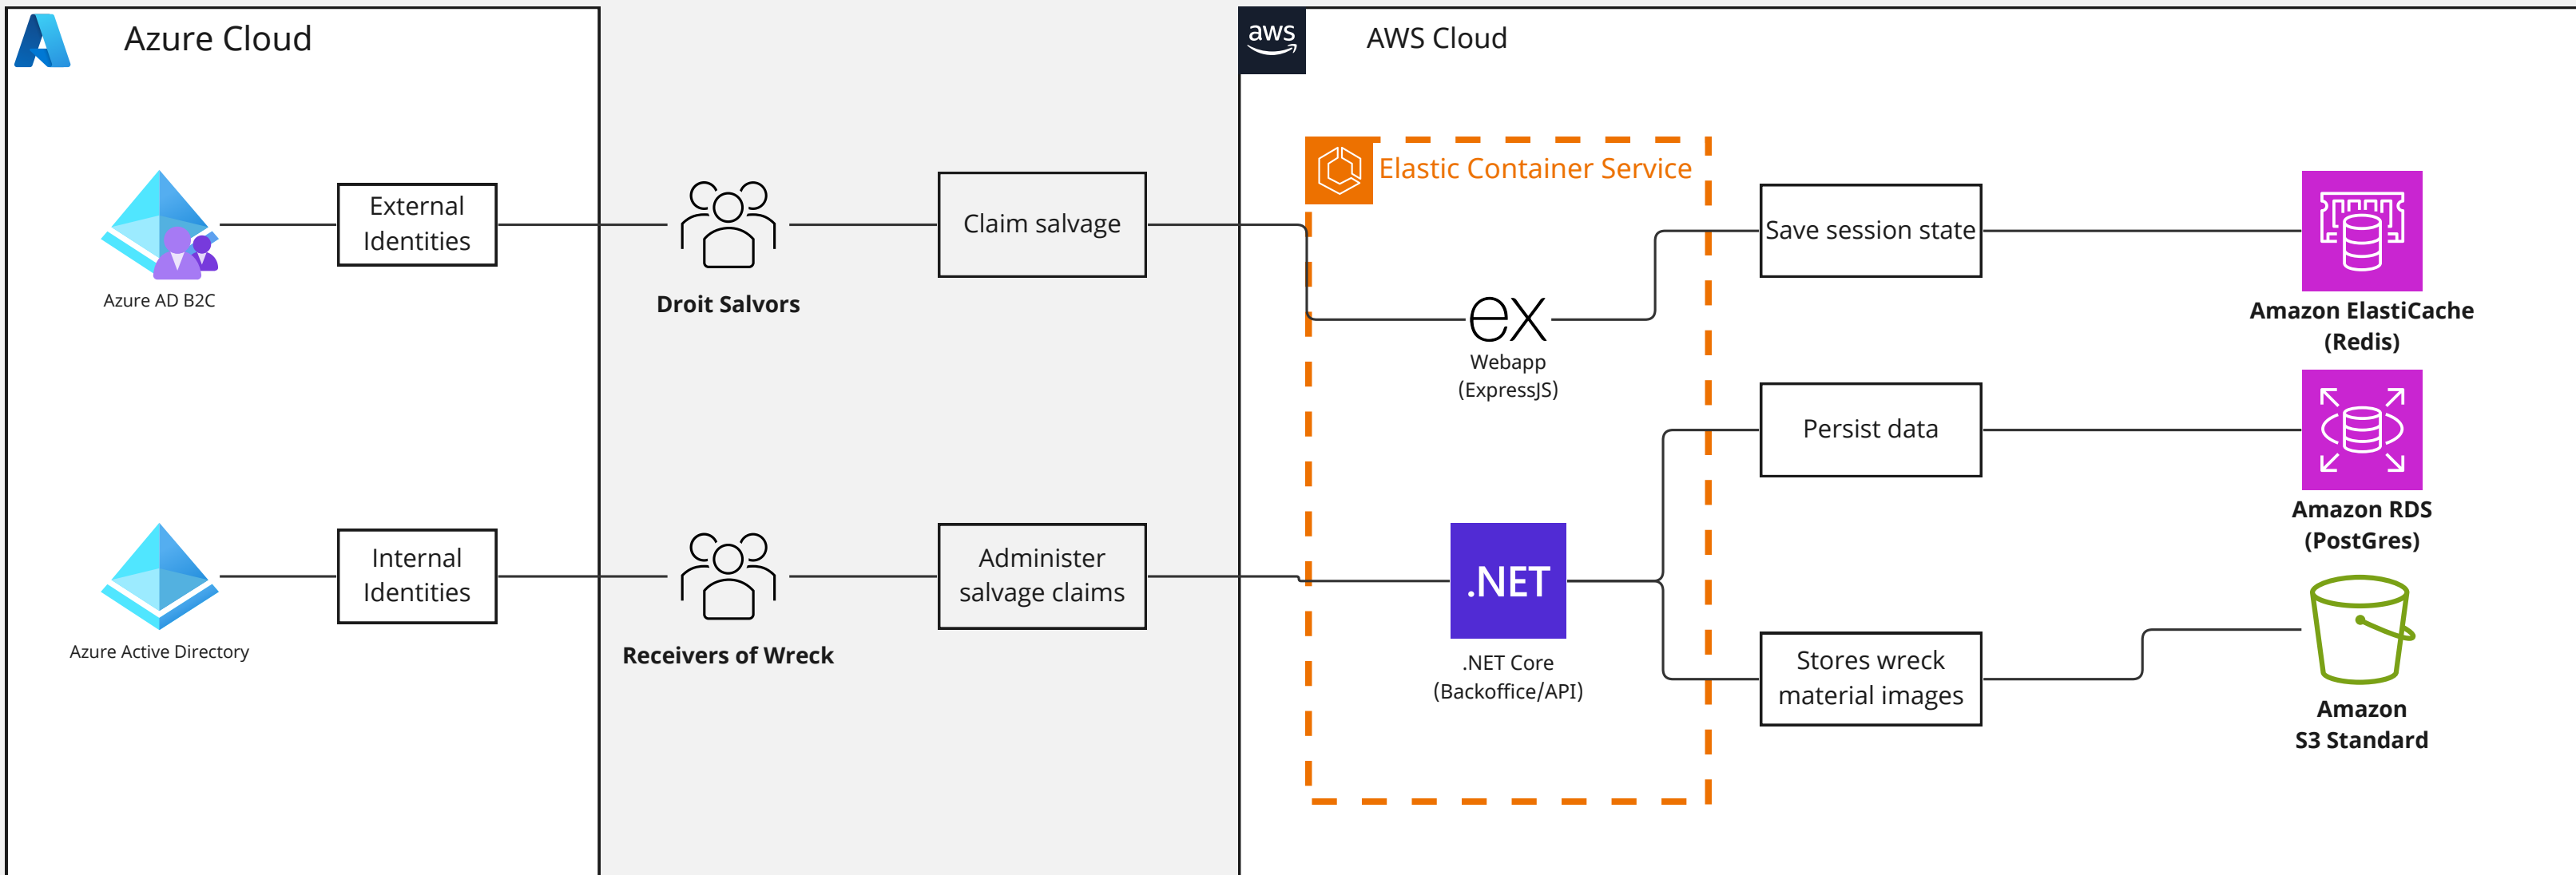 Azure Cloud
aws
AWS Cloud
Elastic Container Service
External
Identities
Azure AD B2C
Droit Salvors
Claim salvage
ex
Webapp
(ExpressJS)
Save session state
Amazon ElastiCache
(Redis)
Persist data
Amazon RDS
(PostGres)
Internal
Identities
Azure Active Directory
Receivers of Wreck
Administer
salvage claims
.NET
.NET Core
(Backoffice/API)
Stores wreck
material images
Amazon
S3 Standard